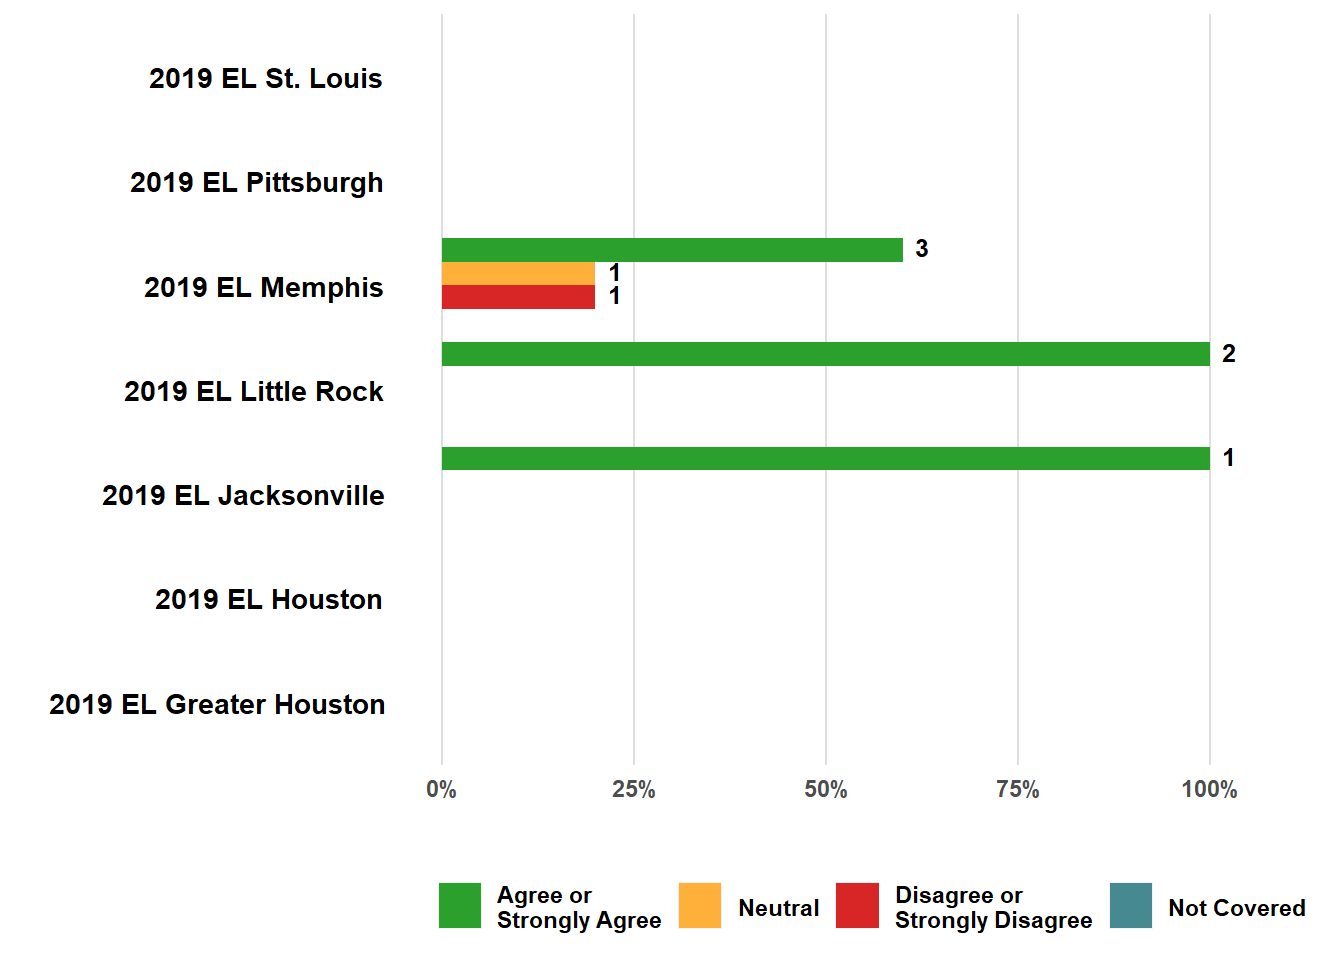 2019 EL St. Louis
2019 EL Pittsburgh
3
1
2019 EL Memphis
1
2
2019 EL Little Rock
1
2019 EL Jacksonville
2019 EL Houston
2019 EL Greater Houston
0% 25% 50% 75% 100%
Agree or
Strongly Agree
Neutral
Disagree or
Strongly Disagree
Not Covered